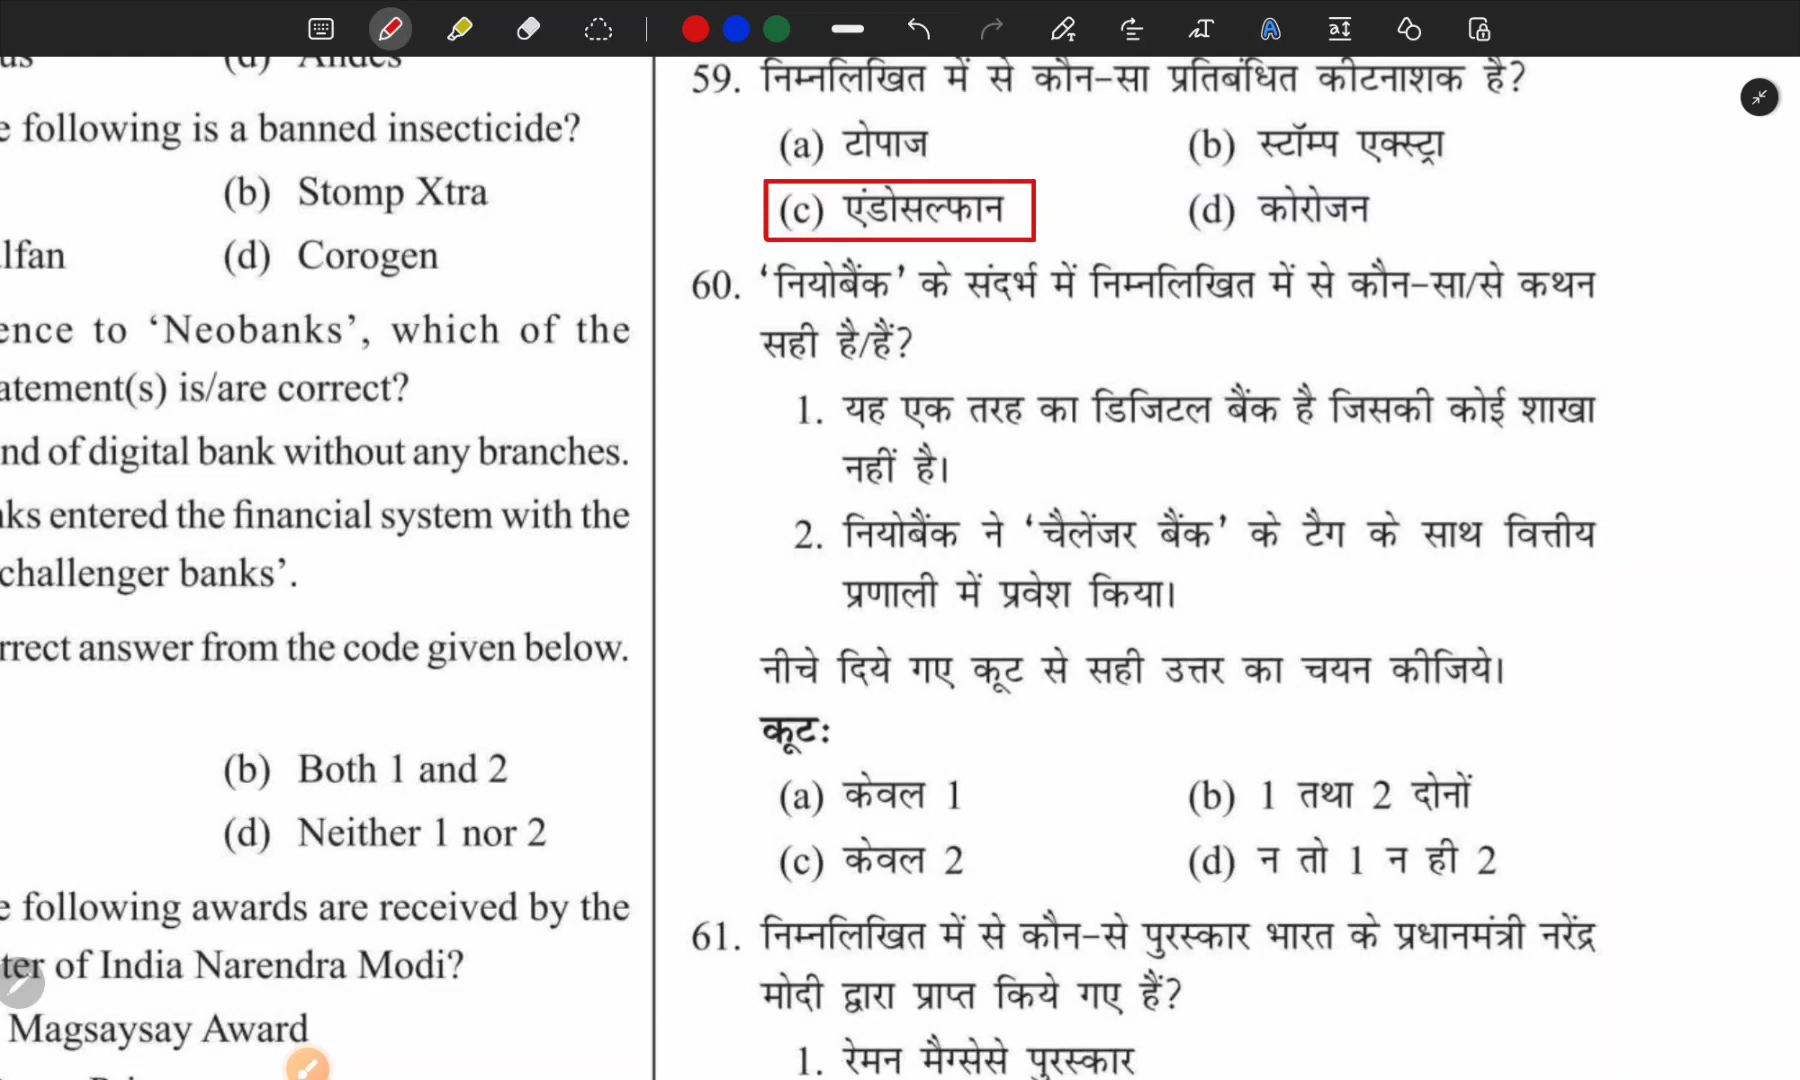 (d) Andes
e following is a banned insecticide?
(b) Stomp Xtra
lfan (d) Corogen
ence to ‘Neobanks’, which of the
atement(s) is/are correct?
nd of digital bank without any branches.
ks entered the financial system with the
challenger banks’.
rrect answer from the code given below.
(b) Both 1 and 2
(d) Neither 1 nor 2
e following awards are received by the
ter of India Narendra Modi?
Magsaysay Award
59. निम्नलिखित में से कौन-सा प्रतिबंधित कीटनाशक है?
(a) टोपाज (b) स्टॉम्प एक्स्ट्रा
(c) एंडोसल्फान (d) कोरोजन
60. ‘नियोबैंक’ के संदर्भ में निम्नलिखित में से कौन-सा/से कथन
सही है/हैं?
1. यह एक तरह का डिजिटल बैंक है जिसकी कोई शाखा
नहीं है।
2. नियोबैंक ने ‘चैलेंजर बैंक’ के टैग के साथ वित्तीय
प्रणाली में प्रवेश किया।
नीचे दिये गए कूट से सही उत्तर का चयन कीजिये।
कूटः
(a) केवल 1 (b) 1 तथा 2 दोनों
(c) केवल 2 (d) न तो 1 न ही 2
61. निम्नलिखित में से कौन-से पुरस्कार भारत के प्रधानमंत्री नरेंद्र
मोदी द्वारा प्राप्त किये गए हैं?
1. रेमन मैग्सेसे पुरस्कार